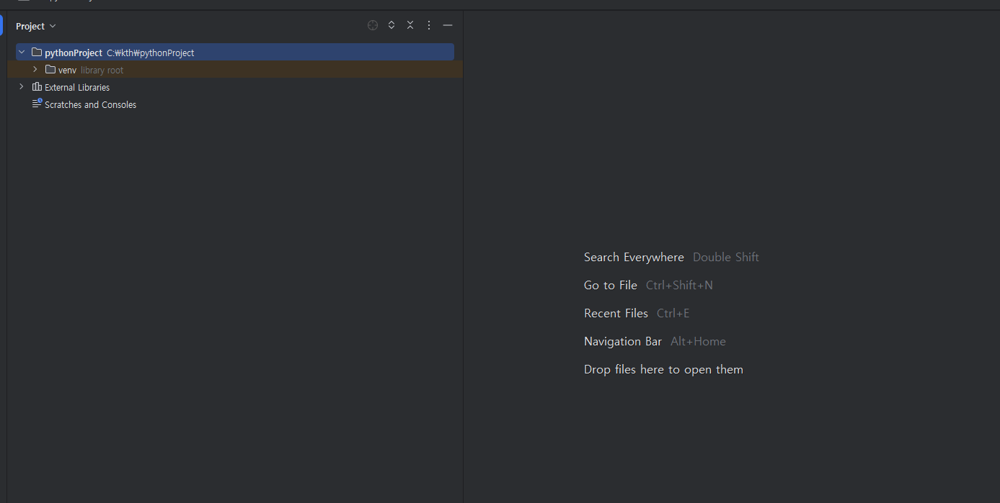 Project
pythonProject C:₩kth₩pythonProject
venv library root
External Libraries
Scratches and Consoles
Search Everywhere Double Shift
Go to File Ctrl+Shift+N
Recent Files Ctrl+E
Navigation Bar Alt+Home
Drop files here to open them